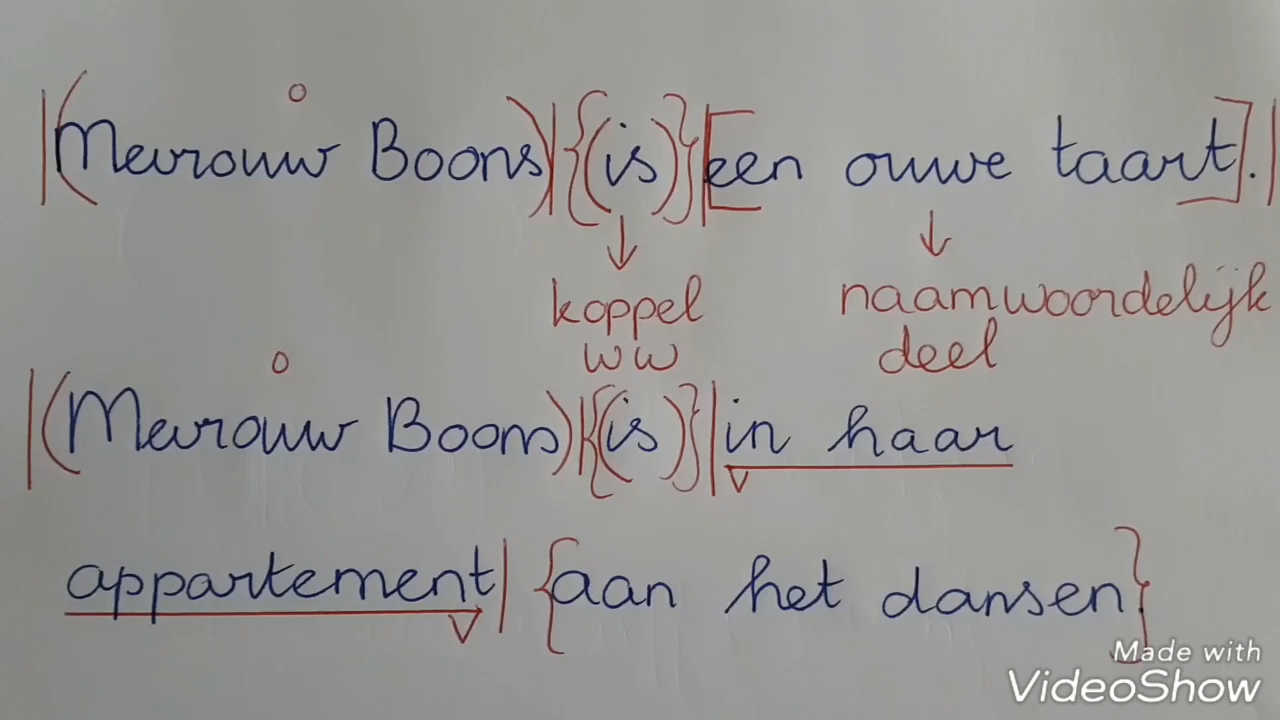 |(Mevrouw Boons)|{(is)}|[een ouwe taart].|
koppel naamwoordelijk
ww deel
|(Mevrouw Boons)|{(is)}|in haar
appartement| {aan het dansen}
Made with
VideoShow